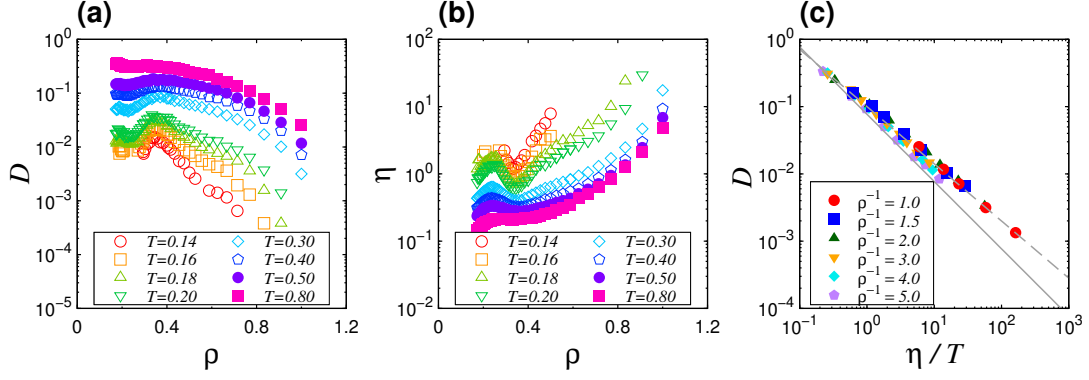 (a)
10^0
10^-1
10^-2
10^-3
10^-4
10^-5
D
0 0.4 0.8 1.2
ρ
T=0.14 T=0.30
T=0.16 T=0.40
T=0.18 T=0.50
T=0.20 T=0.80
(b)
10^2
10^1
10^0
10^-1
10^-2
η
0 0.4 0.8 1.2
ρ
T=0.14 T=0.30
T=0.16 T=0.40
T=0.18 T=0.50
T=0.20 T=0.80
(c)
10^0
10^-1
10^-2
10^-3
10^-4
D
10^-1 10^0 10^1 10^2 10^3
η / T
ρ^-1 = 1.0
ρ^-1 = 1.5
ρ^-1 = 2.0
ρ^-1 = 3.0
ρ^-1 = 4.0
ρ^-1 = 5.0